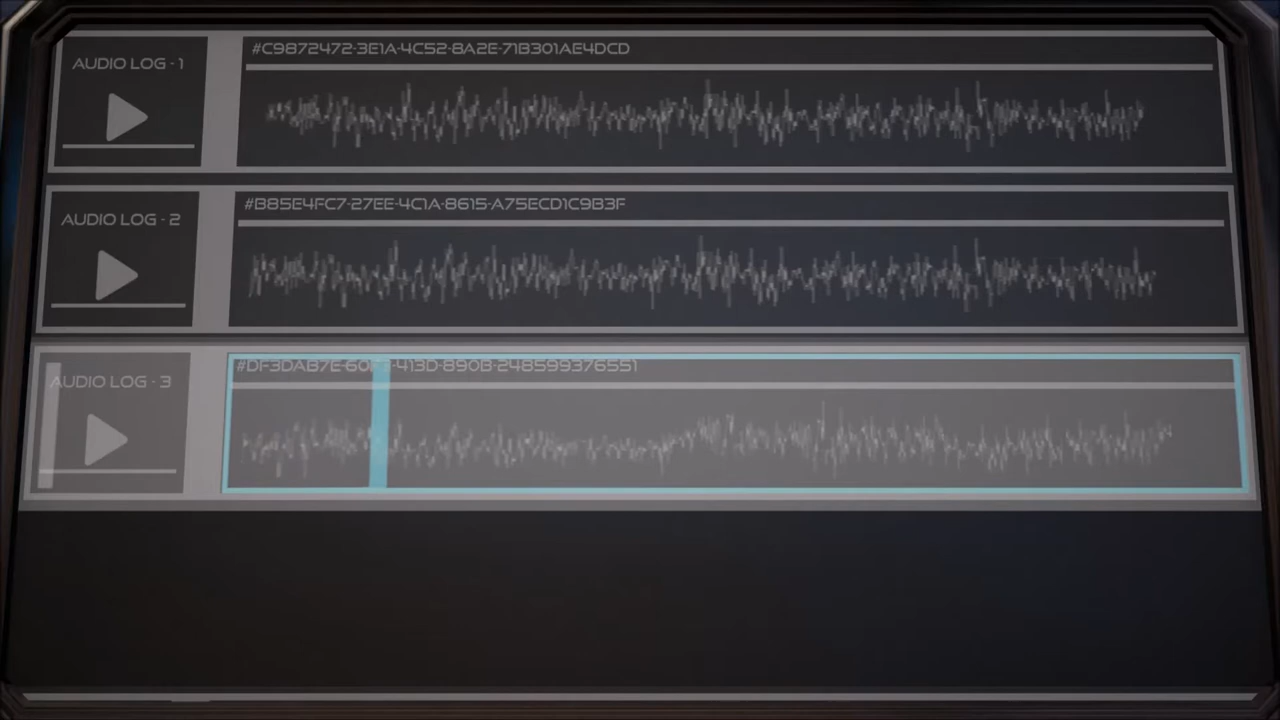 AUDIO LOG - 1
#C9872472-3E1A-4C52-8A2E-71B301AE4DCD
AUDIO LOG - 2
#B85E4FC7-27EE-4C1A-8615-A75ECD1C9B3F
AUDIO LOG - 3